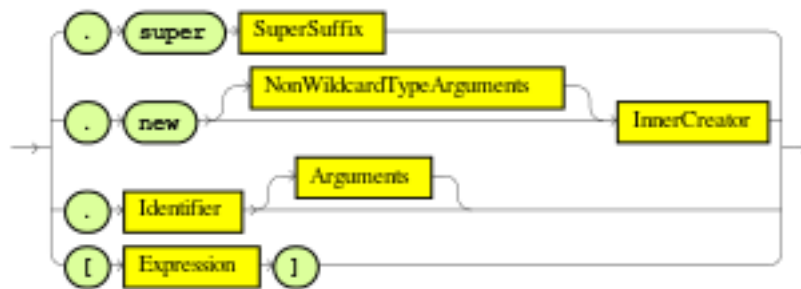 . super SuperSuffix
NonWildcardTypeArguments
. new InnerCreator
Arguments
. Identifier
[ Expression ]